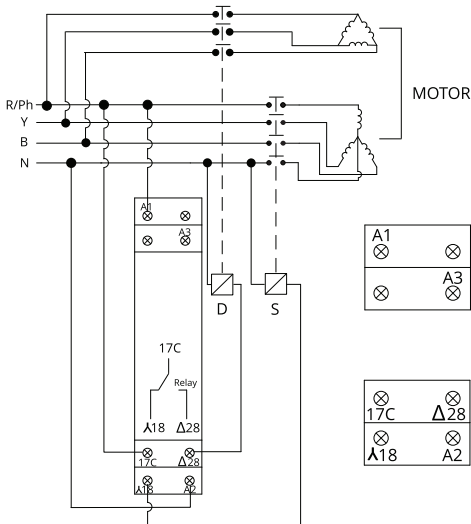 MOTOR
R/Ph
Y
B
N
A1
A3
D
S
17C
Relay
⅄18 Δ28
17C Δ28
⅄18 A2
A1
A3
17C Δ28
⅄18 A2